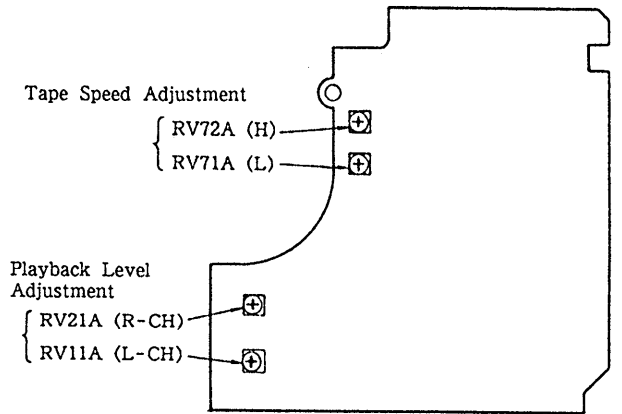 Tape Speed Adjustment
RV72A (H)
RV71A (L)
Playback Level
Adjustment
RV21A (R-CH)
RV11A (L-CH)